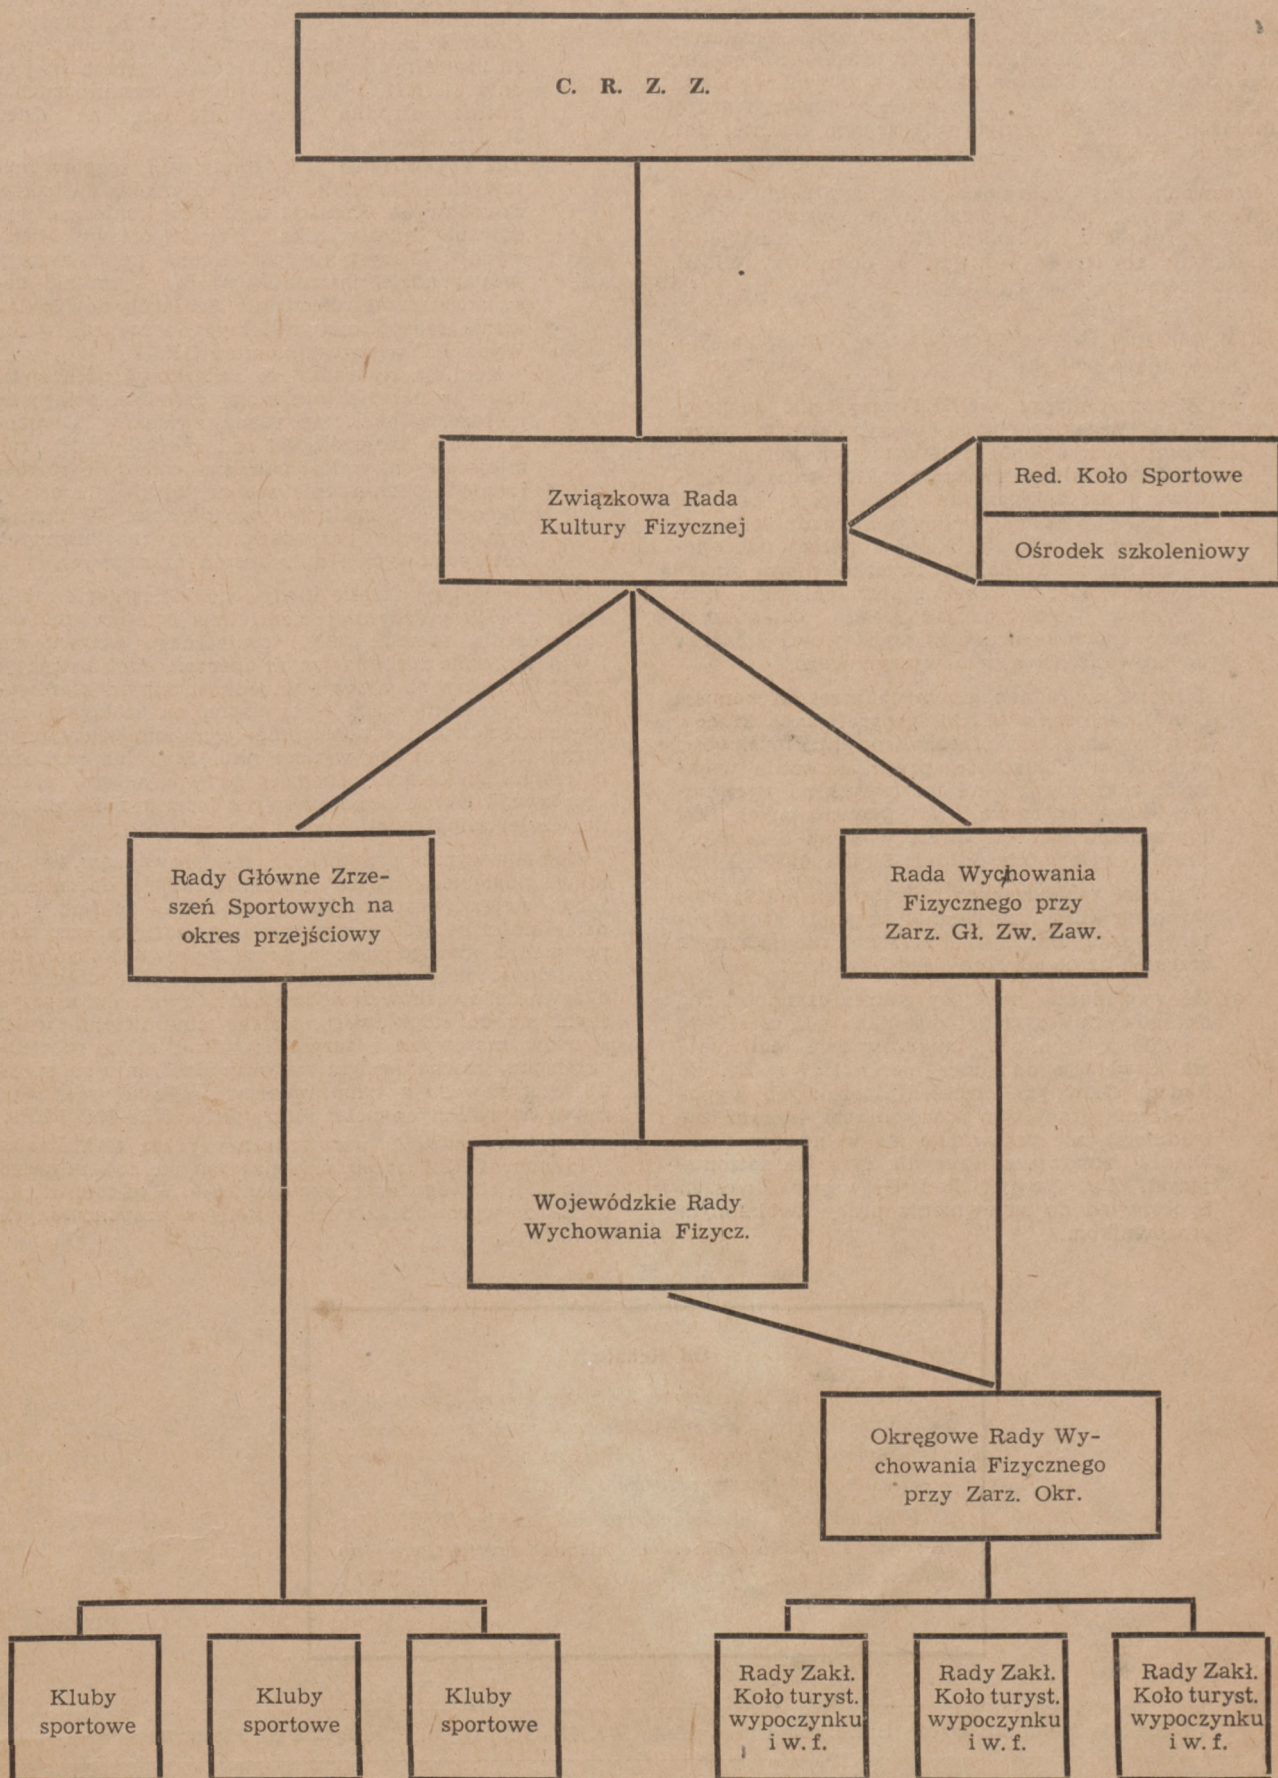 C. R. Z. Z.
Związkowa Rada
Kultury Fizycznej
Red. Koło Sportowe
Ośrodek szkoleniowy
Rady Główne Zrze-
szeń Sportowych na
okres przejściowy
Rada Wychowania
Fizycznego przy
Zarz. Gł. Zw. Zaw.
Wojewódzkie Rady
Wychowania Fizycz.
Okręgowe Rady Wy-
chowania Fizycznego
przy Zarz. Okr.
Kluby
sportowe
Kluby
sportowe
Kluby
sportowe
Rady Zakł.
Koło turyst.
wypoczynku
i w. f.
Rady Zakł.
Koło turyst.
wypoczynku
i w. f.
Rady Zakł.
Koło turyst.
wypoczynku
i w. f.